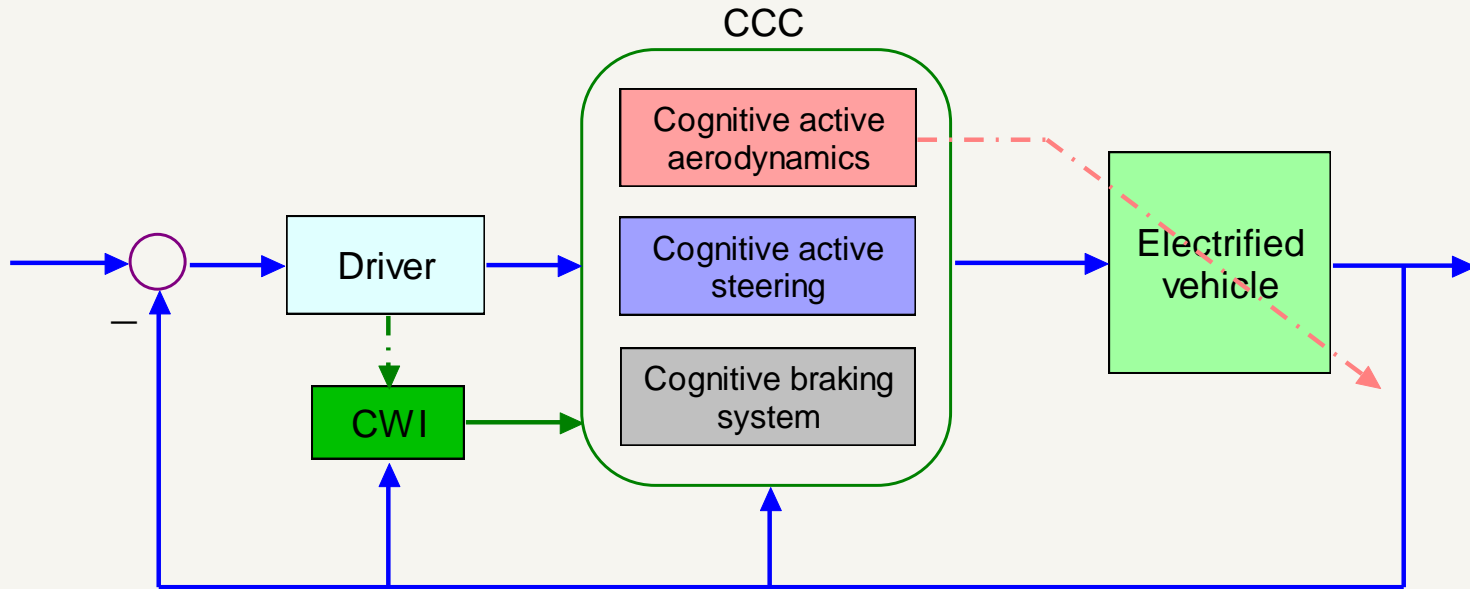 CCC
Cognitive active
aerodynamics
Driver
Cognitive active
steering
Electrified
vehicle
–
CWI
Cognitive braking
system